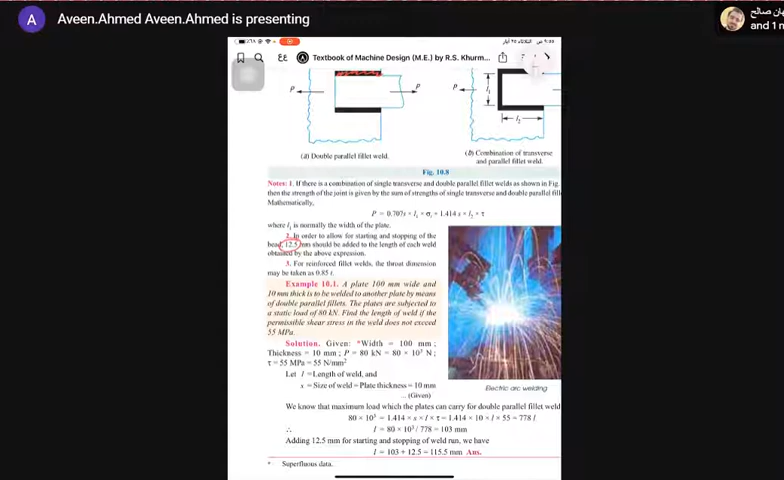 A Aveen.Ahmed Aveen.Ahmed is presenting
and 1 n
Textbook of Machine Design (M.E.) by R.S. Khurm...
P P
P l₁
l₂
(a) Double parallel fillet weld.
(b) Combination of transverse
and parallel fillet weld.
Fig. 10.8
Notes: 1. If there is a combination of single transverse and double parallel fillet welds as shown in Fig.
then the strength of the joint is given by the sum of strengths of single transverse and double parallel fill
Mathematically,
P = 0.707s × l₁ × σₜ + 1.414 s × l₂ × τ
where l₁ is normally the width of the plate.
2. In order to allow for starting and stopping of the
bead, 12.5 mm should be added to the length of each weld
obtained by the above expression.
3. For reinforced fillet welds, the throat dimension
may be taken as 0.85 t.
Example 10.1. A plate 100 mm wide and
10 mm thick is to be welded to another plate by means
of double parallel fillets. The plates are subjected to
a static load of 80 kN. Find the length of weld if the
permissible shear stress in the weld does not exceed
55 MPa.
Solution. Given: *Width = 100 mm ;
Thickness = 10 mm ; P = 80 kN = 80 × 10³ N ;
τ = 55 MPa = 55 N/mm²
Let l = Length of weld, and
s = Size of weld = Plate thickness = 10 mm
... (Given)
Electric arc welding
We know that maximum load which the plates can carry for double parallel fillet weld
80 × 10³ = 1.414 × s × l × τ = 1.414 × 10 × l × 55 = 778 l
∴ l = 80 × 10³ / 778 = 103 mm
Adding 12.5 mm for starting and stopping of weld run, we have
l = 103 + 12.5 = 115.5 mm Ans.
* Superfluous data.